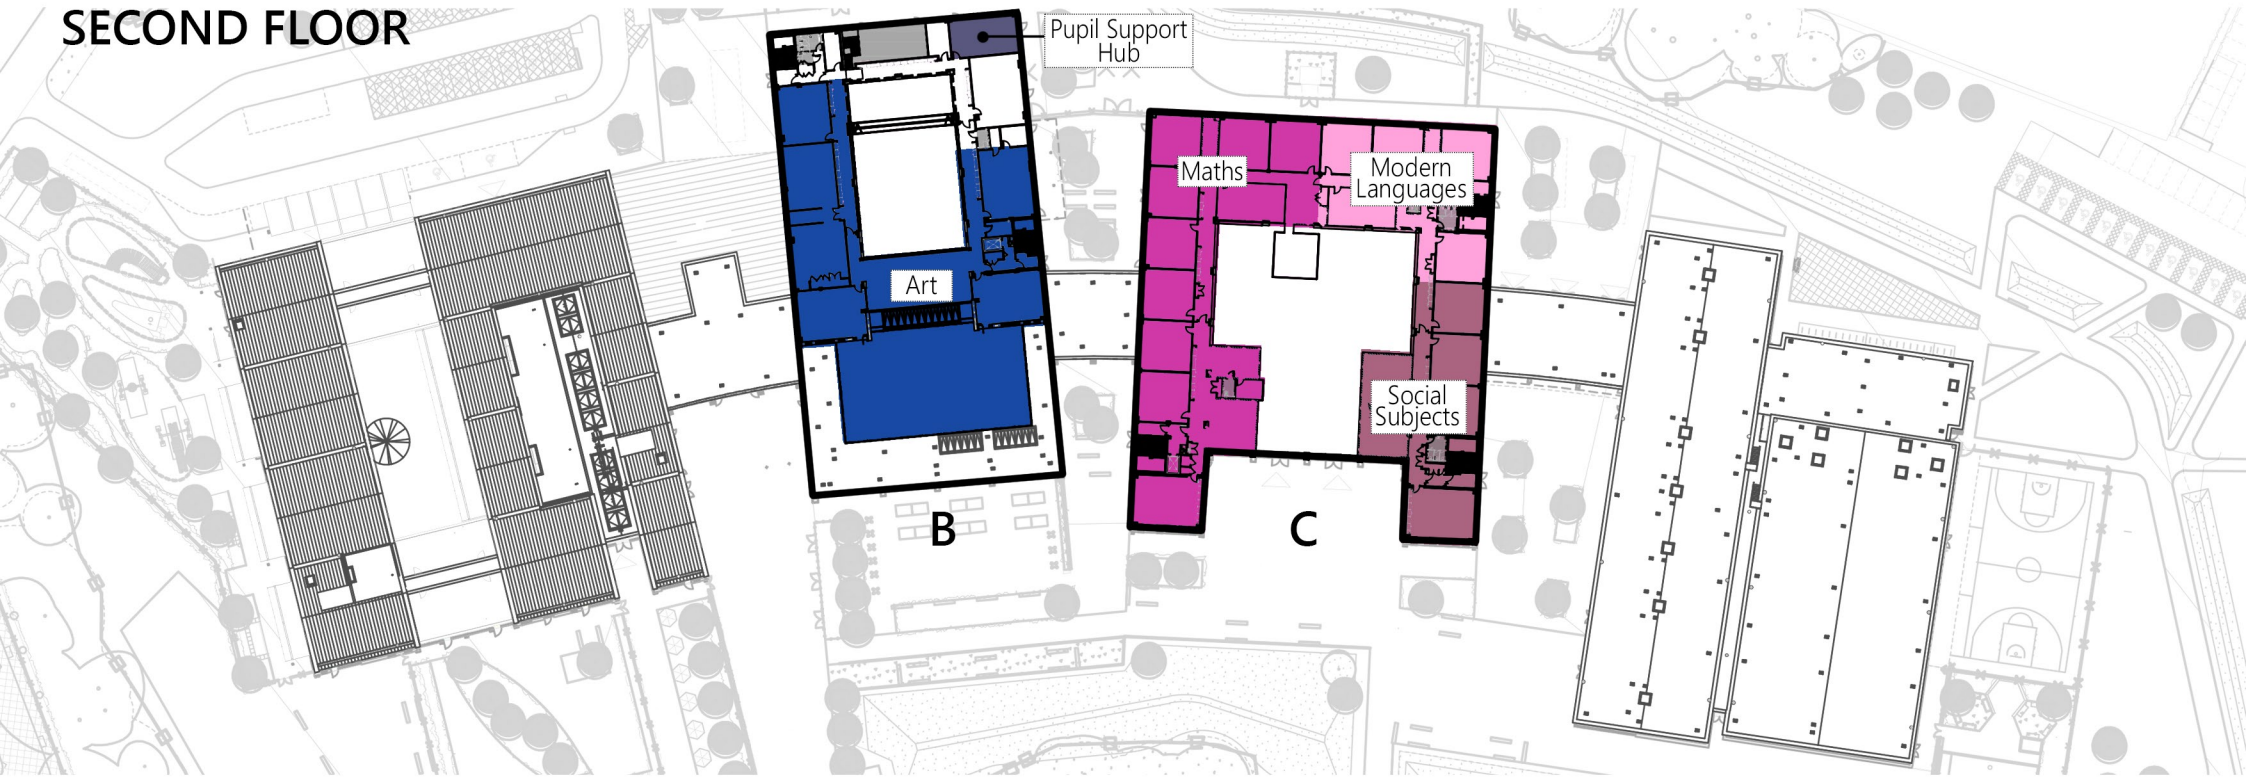 SECOND FLOOR
Pupil Support
Hub
Maths
Modern
Languages
Art
Social
Subjects
B
C